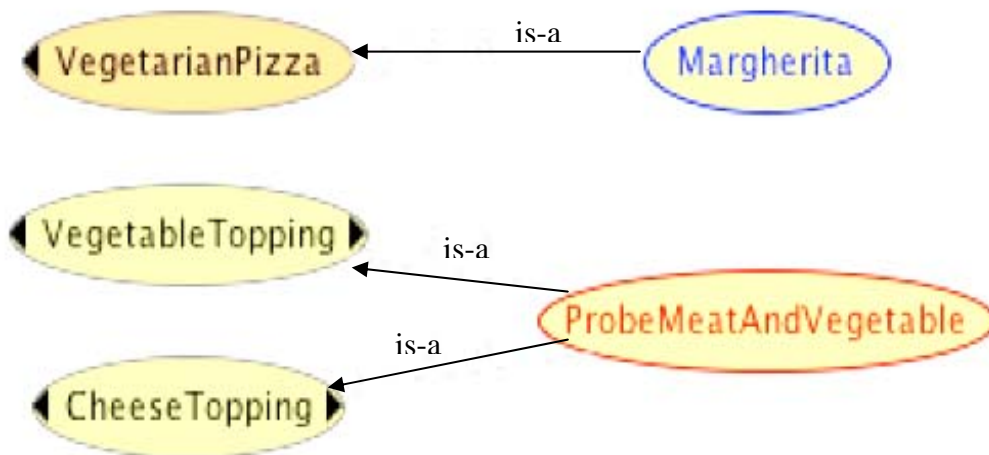 VegetarianPizza
is-a
Margherita
VegetableTopping
is-a
ProbeMeatAndVegetable
is-a
CheeseTopping